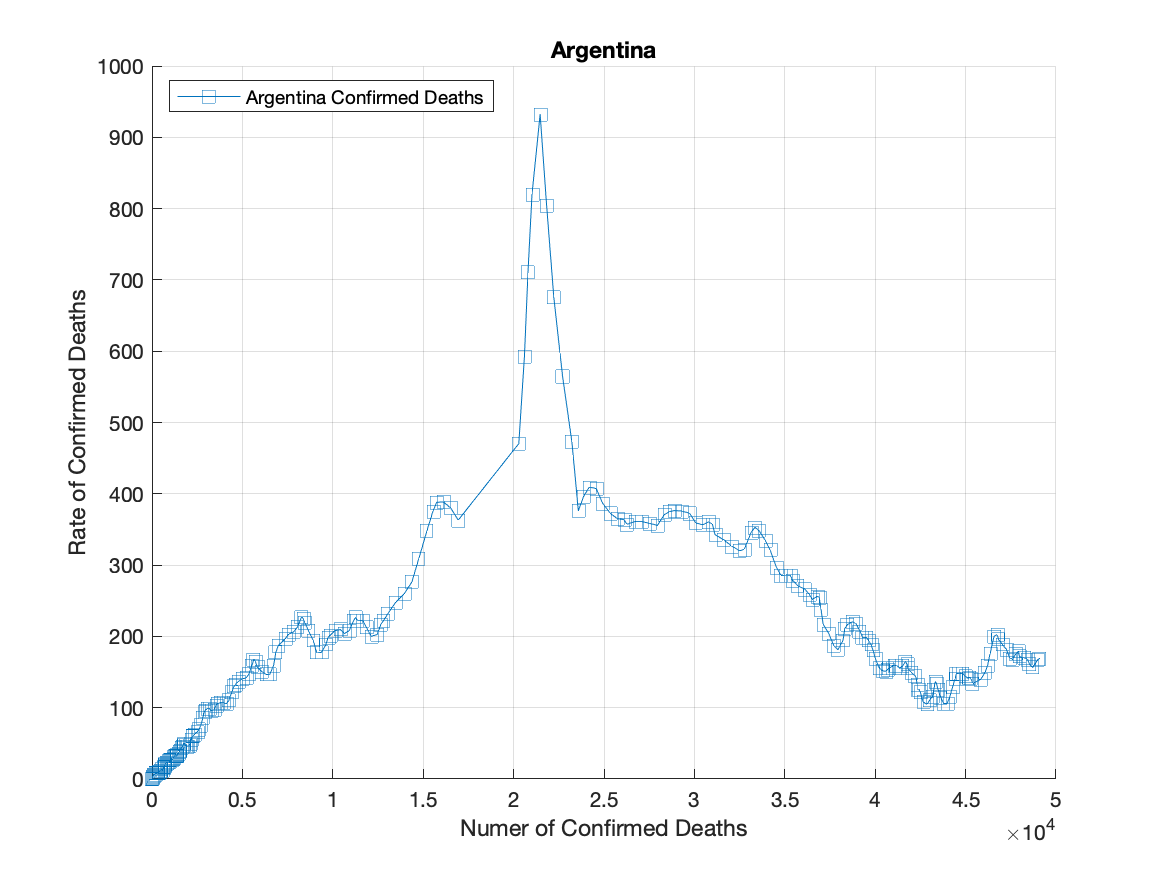 Argentina
Argentina Confirmed Deaths
Rate of Confirmed Deaths
1000
900
800
700
600
500
400
300
200
100
0
0 0.5 1 1.5 2 2.5 3 3.5 4 4.5 5
Numer of Confirmed Deaths
×10⁴